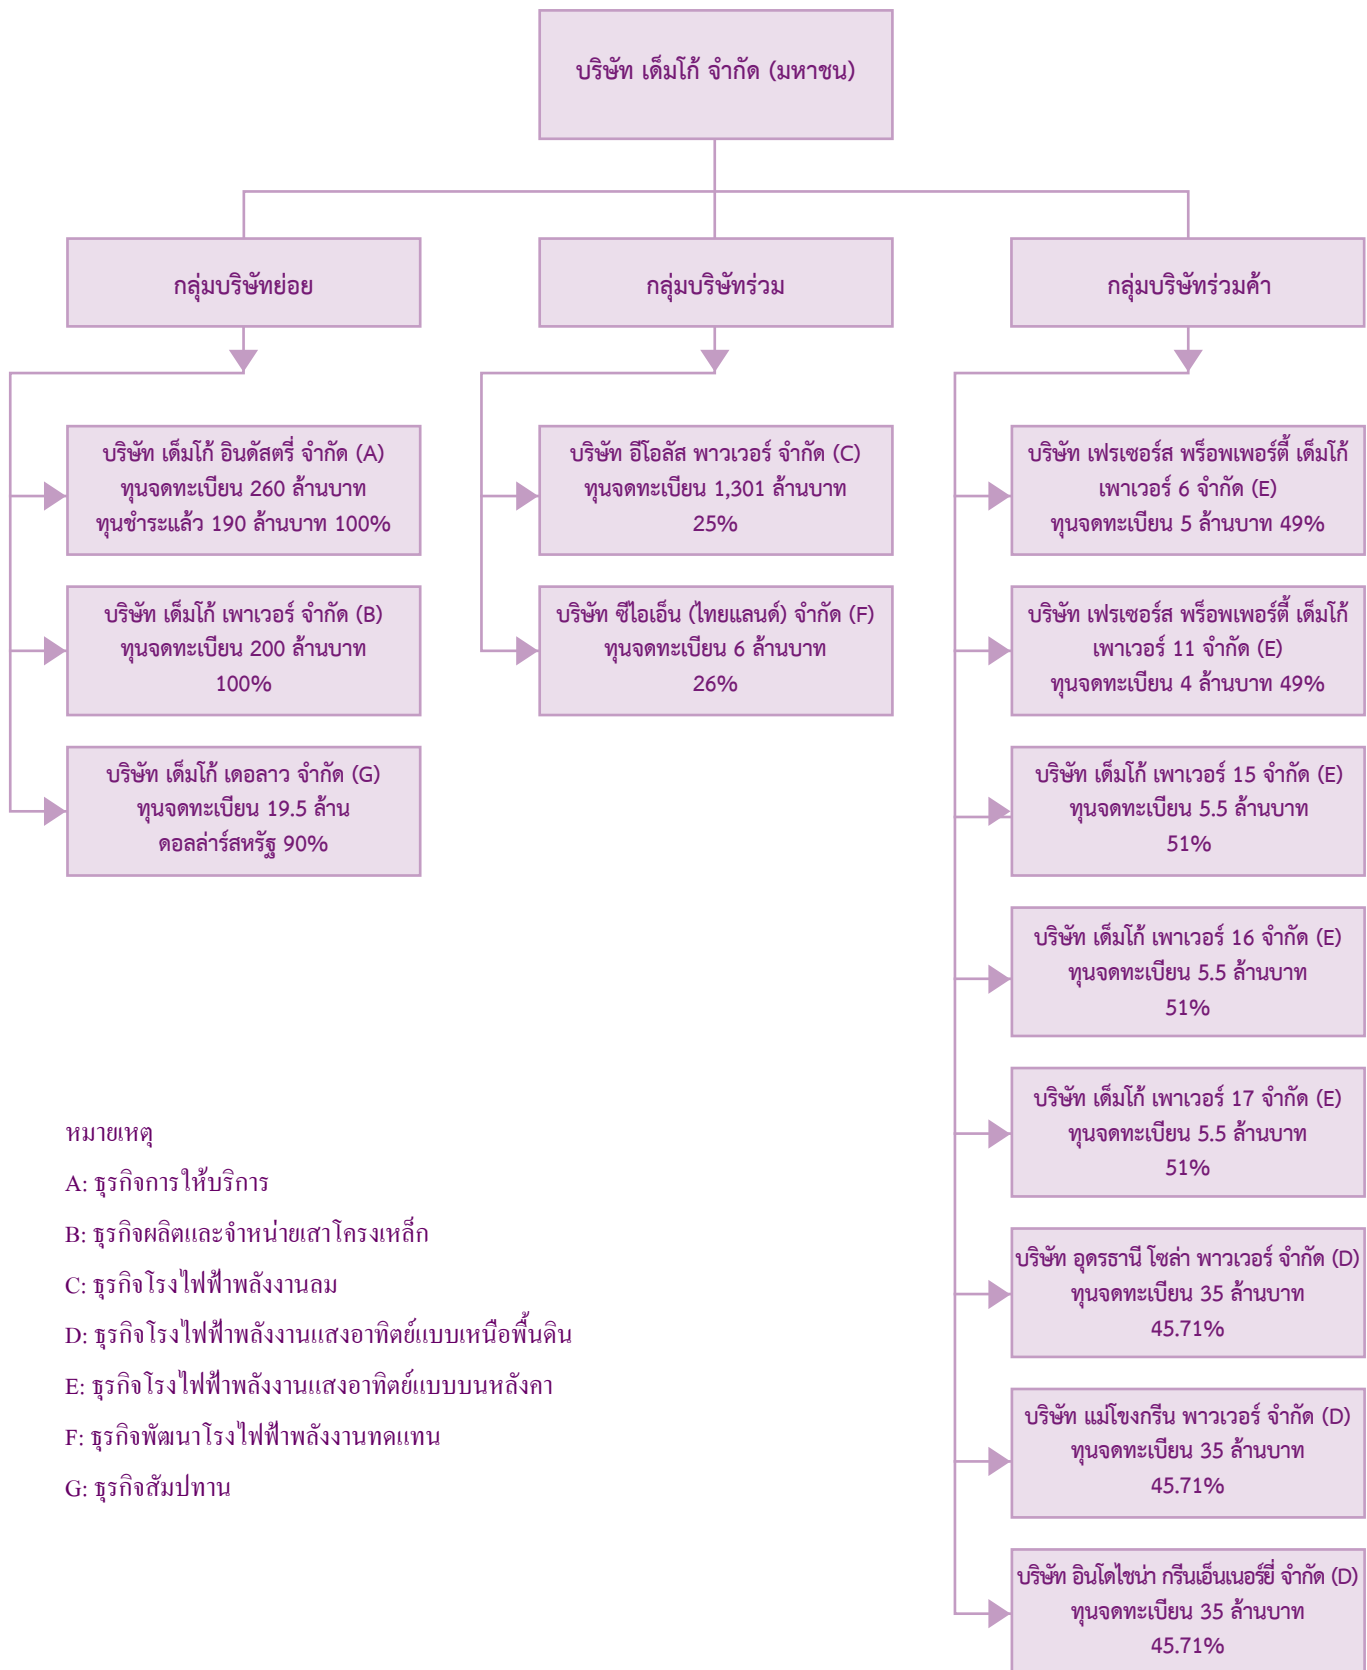 บริษัท เด็มโก้ จำกัด (มหาชน)
กลุ่มบริษัทย่อย
บริษัท เด็มโก้ อินดัสตรี่ จำกัด (A)
ทุนจดทะเบียน 260 ล้านบาท
ทุนชำระแล้ว 190 ล้านบาท 100%
บริษัท เด็มโก้ เพาเวอร์ จำกัด (B)
ทุนจดทะเบียน 200 ล้านบาท
100%
บริษัท เด็มโก้ เดอลาว จำกัด (G)
ทุนจดทะเบียน 19.5 ล้าน
ดอลล่าร์สหรัฐ 90%
กลุ่มบริษัทร่วม
บริษัท อีโอลัส พาวเวอร์ จำกัด (C)
ทุนจดทะเบียน 1,301 ล้านบาท
25%
บริษัท ซีไอเอ็น (ไทยแลนด์) จำกัด (F)
ทุนจดทะเบียน 6 ล้านบาท
26%
กลุ่มบริษัทร่วมค้า
บริษัท เฟรเซอร์ส พร็อพเพอร์ตี้ เด็มโก้
เพาเวอร์ 6 จำกัด (E)
ทุนจดทะเบียน 5 ล้านบาท 49%
บริษัท เฟรเซอร์ส พร็อพเพอร์ตี้ เด็มโก้
เพาเวอร์ 11 จำกัด (E)
ทุนจดทะเบียน 4 ล้านบาท 49%
บริษัท เด็มโก้ เพาเวอร์ 15 จำกัด (E)
ทุนจดทะเบียน 5.5 ล้านบาท
51%
บริษัท เด็มโก้ เพาเวอร์ 16 จำกัด (E)
ทุนจดทะเบียน 5.5 ล้านบาท
51%
บริษัท เด็มโก้ เพาเวอร์ 17 จำกัด (E)
ทุนจดทะเบียน 5.5 ล้านบาท
51%
บริษัท อุดรธานี โซล่า พาวเวอร์ จำกัด (D)
ทุนจดทะเบียน 35 ล้านบาท
45.71%
บริษัท แม่โขงกรีน พาวเวอร์ จำกัด (D)
ทุนจดทะเบียน 35 ล้านบาท
45.71%
บริษัท อินโดไชน่า กรีนเอ็นเนอร์ยี่ จำกัด (D)
ทุนจดทะเบียน 35 ล้านบาท
45.71%
หมายเหตุ
A: ธุรกิจการให้บริการ
B: ธุรกิจผลิตและจำหน่ายเสาโครงเหล็ก
C: ธุรกิจโรงไฟฟ้าพลังงานลม
D: ธุรกิจโรงไฟฟ้าพลังงานแสงอาทิตย์แบบเหนือพื้นดิน
E: ธุรกิจโรงไฟฟ้าพลังงานแสงอาทิตย์แบบบนหลังคา
F: ธุรกิจพัฒนาโรงไฟฟ้าพลังงานทดแทน
G: ธุรกิจสัมปทาน